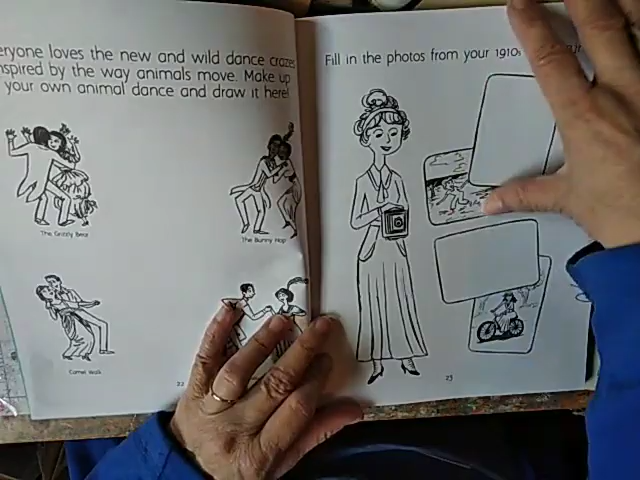 eryone loves the new and wild dance crazes
nspired by the way animals move. Make up
your own animal dance and draw it here!
The Grizzly Bear
The Bunny Hop
Camel Walk
22
Fill in the photos from your 1910s
23